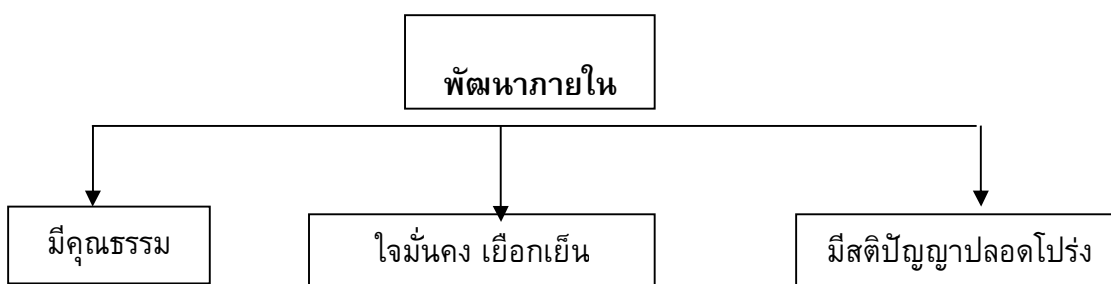 พัฒนาภายใน
มีคุณธรรม
ใจมั่นคง เยือกเย็น
มีสติปัญญาปลอดโปร่ง